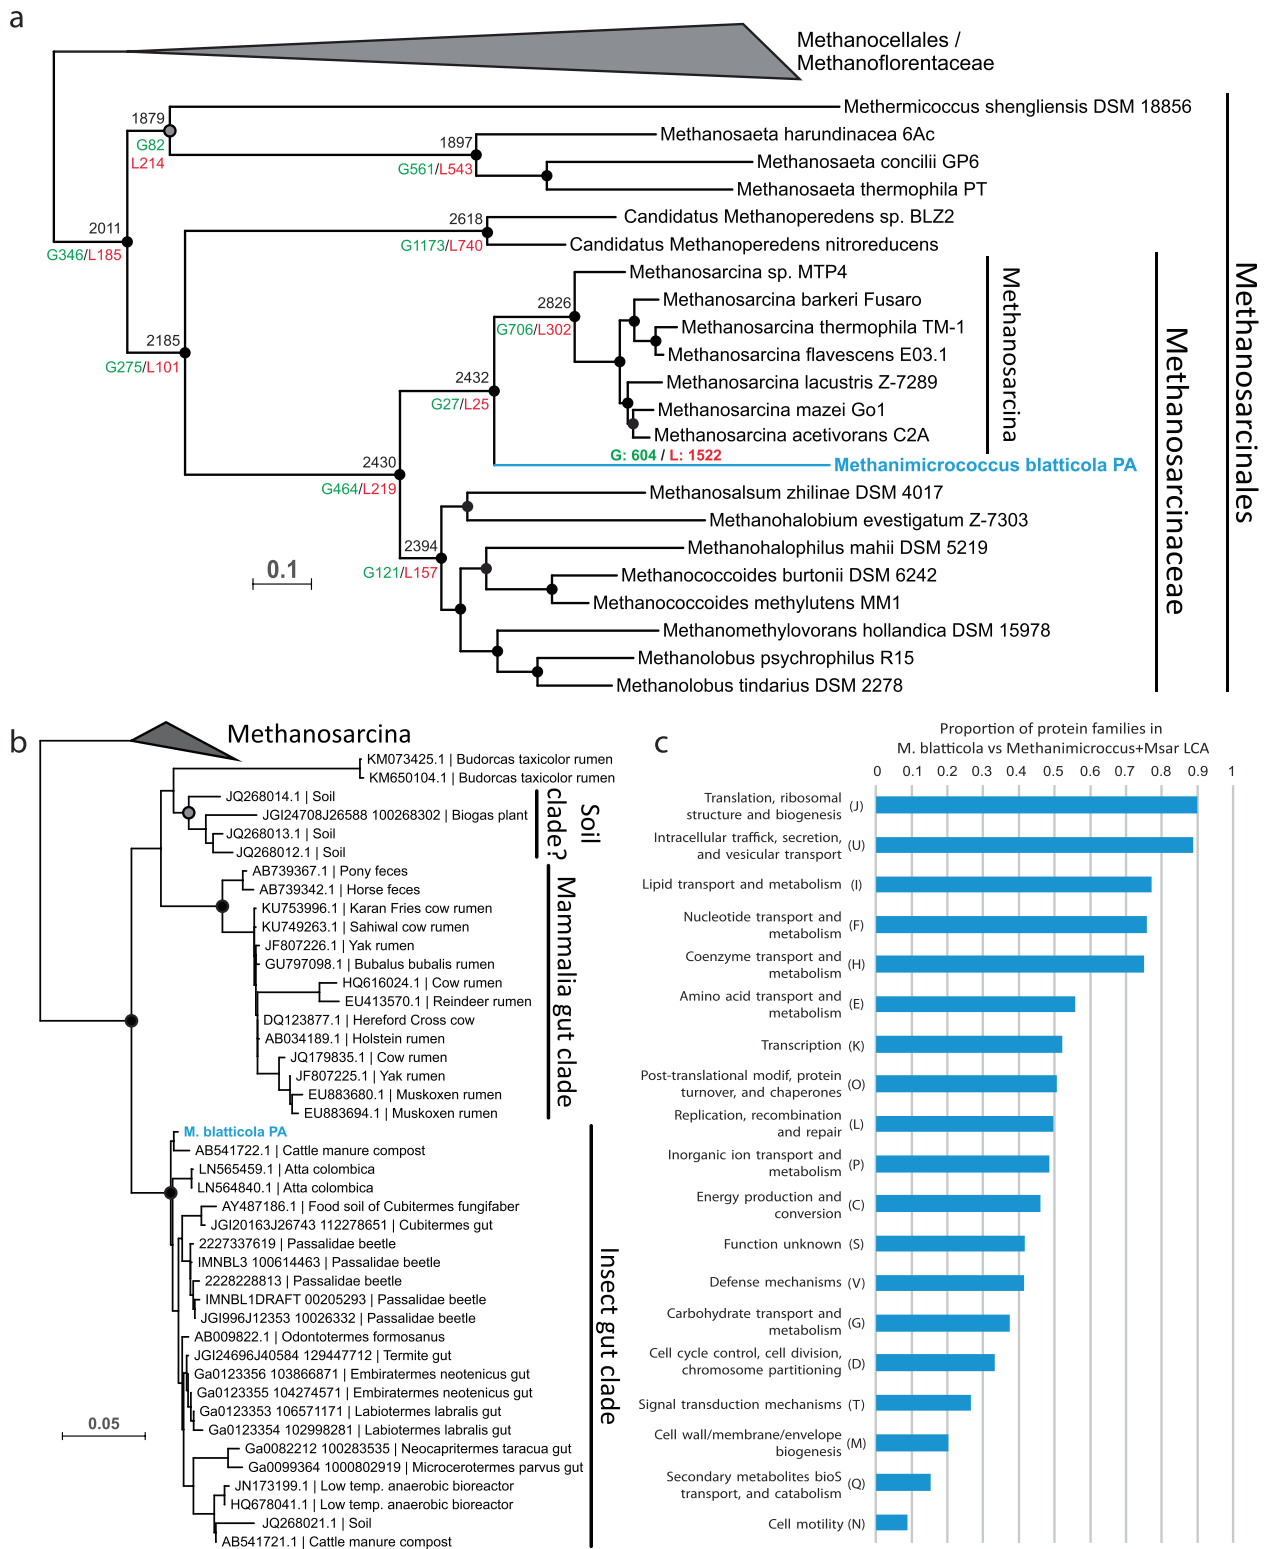 a
Methanocellales /
Methanoflorentaceae
Methermicoccus shengliensis DSM 18856
1879
G82
L214
Methanosaeta harundinacea 6Ac
1897
G561/L543
Methanosaeta concilii GP6
Methanosaeta thermophila PT
2011
G346/L185
Candidatus Methanoperedens sp. BLZ2
2618
G1173/L740
Candidatus Methanoperedens nitroreducens
Methanosarcina sp. MTP4
2826
G706/L302
Methanosarcina barkeri Fusaro
Methanosarcina thermophila TM-1
Methanosarcina flavescens E03.1
2185
G275/L101
2432
G27/L25
Methanosarcina lacustris Z-7289
Methanosarcina mazei Go1
Methanosarcina acetivorans C2A
G: 604 / L: 1522
Methanimicrococcus blatticola PA
2430
G464/L219
Methanosalsum zhilinae DSM 4017
Methanohalobium evestigatum Z-7303
2394
G121/L157
Methanohalophilus mahii DSM 5219
Methanococcoides burtonii DSM 6242
Methanococcoides methylutens MM1
Methanomethylovorans hollandica DSM 15978
Methanolobus psychrophilus R15
Methanolobus tindarius DSM 2278
0.1
Methanosarcina
Methanosarcinaceae
Methanosarcinales
b
Methanosarcina
KM073425.1 | Budorcas taxicolor rumen
KM650104.1 | Budorcas taxicolor rumen
JQ268014.1 | Soil
JGI24708J26588 100268302 | Biogas plant
JQ268013.1 | Soil
JQ268012.1 | Soil
Soil
clade?
AB739367.1 | Pony feces
AB739342.1 | Horse feces
KU753996.1 | Karan Fries cow rumen
KU749263.1 | Sahiwal cow rumen
JF807226.1 | Yak rumen
GU797098.1 | Bubalus bubalis rumen
HQ616024.1 | Cow rumen
EU413570.1 | Reindeer rumen
DQ123877.1 | Hereford Cross cow
AB034189.1 | Holstein rumen
JQ179835.1 | Cow rumen
JF807225.1 | Yak rumen
EU883680.1 | Muskoxen rumen
EU883694.1 | Muskoxen rumen
Mammalia gut clade
M. blatticola PA
AB541722.1 | Cattle manure compost
LN565459.1 | Atta colombica
LN564840.1 | Atta colombica
AY487186.1 | Food soil of Cubitermes fungifaber
JGI20163J26743 112278651 | Cubitermes gut
2227337619 | Passalidae beetle
IMNBL3 100614463 | Passalidae beetle
2228228813 | Passalidae beetle
IMNBL1DRAFT 00205293 | Passalidae beetle
JGI996J12353 10026332 | Passalidae beetle
AB009822.1 | Odontotermes formosanus
JGI24696J40584 129447712 | Termite gut
Ga0123356 103866871 | Embiratermes neotenicus gut
Ga0123355 104274571 | Embiratermes neotenicus gut
Ga0123353 106571171 | Labiotermes labralis gut
Ga0123354 102998281 | Labiotermes labralis gut
Ga0082212 100283535 | Neocapritermes taracua gut
Ga0099364 1000802919 | Microcerotermes parvus gut
JN173199.1 | Low temp. anaerobic bioreactor
HQ678041.1 | Low temp. anaerobic bioreactor
JQ268021.1 | Soil
AB541721.1 | Cattle manure compost
Insect gut clade
0.05
c
Proportion of protein families in
M. blatticola vs Methanimicroccus+Msar LCA
0 0.1 0.2 0.3 0.4 0.5 0.6 0.7 0.8 0.9 1
Translation, ribosomal
structure and biogenesis (J)
Intracellular traffick, secretion,
and vesicular transport (U)
Lipid transport and metabolism (I)
Nucleotide transport and
metabolism (F)
Coenzyme transport and
metabolism (H)
Amino acid transport and
metabolism (E)
Transcription (K)
Post-translational modif, protein
turnover, and chaperones (O)
Replication, recombination
and repair (L)
Inorganic ion transport and
metabolism (P)
Energy production and
conversion (C)
Function unknown (S)
Defense mechanisms (V)
Carbohydrate transport and
metabolism (G)
Cell cycle control, cell division,
chromosome partitioning (D)
Signal transduction mechanisms (T)
Cell wall/membrane/envelope
biogenesis (M)
Secondary metabolites bioS
transport, and catabolism (Q)
Cell motility (N)